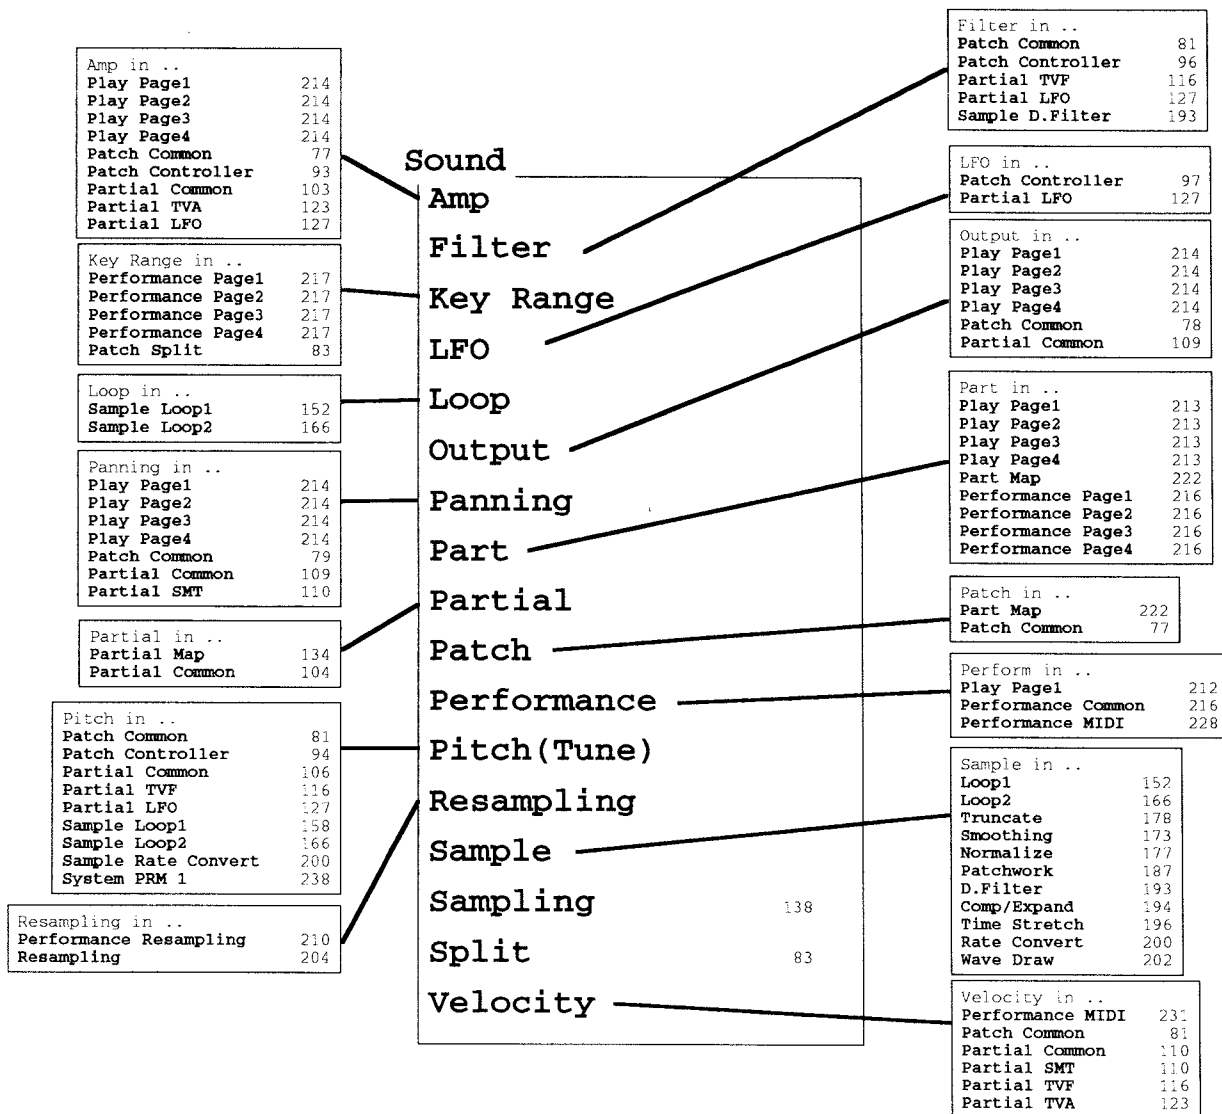 Amp in ..
Play Page1 214
Play Page2 214
Play Page3 214
Play Page4 214
Patch Common 77
Patch Controller 93
Partial Common 103
Partial TVA 123
Partial LFO 127
Key Range in ..
Performance Page1 217
Performance Page2 217
Performance Page3 217
Performance Page4 217
Patch Split 83
Loop in ..
Sample Loop1 152
Sample Loop2 166
Panning in ..
Play Page1 214
Play Page2 214
Play Page3 214
Play Page4 214
Patch Common 79
Partial Common 109
Partial SMT 110
Partial in ..
Partial Map 134
Partial Common 104
Pitch in ..
Patch Common 81
Patch Controller 94
Partial Common 106
Partial TVF 116
Partial LFO 127
Sample Loop1 158
Sample Loop2 166
Sample Rate Convert 200
System PRM 1 238
Resampling in ..
Performance Resampling 210
Resampling 204
Sound
Amp
Filter
Key Range
LFO
Loop
Output
Panning
Part
Partial
Patch
Performance
Pitch(Tune)
Resampling
Sample
Sampling 138
Split 83
Velocity
Filter in ..
Patch Common 81
Patch Controller 96
Partial TVF 116
Partial LFO 127
Sample D.Filter 193
LFO in ..
Patch Controller 97
Partial LFO 127
Output in ..
Play Page1 214
Play Page2 214
Play Page3 214
Play Page4 214
Patch Common 78
Partial Common 109
Part in ..
Play Page1 213
Play Page2 213
Play Page3 213
Play Page4 213
Part Map 222
Performance Page1 216
Performance Page2 216
Performance Page3 216
Performance Page4 216
Patch in ..
Part Map 222
Patch Common 77
Perform in ..
Play Page1 212
Performance Common 216
Performance MIDI 228
Sample in ..
Loop1 152
Loop2 166
Truncate 178
Smoothing 173
Normalize 177
Patchwork 187
D.Filter 193
Comp/Expand 194
Time Stretch 196
Rate Convert 200
Wave Draw 202
Velocity in ..
Performance MIDI 231
Patch Common 81
Partial Common 110
Partial SMT 110
Partial TVF 116
Partial TVA 123